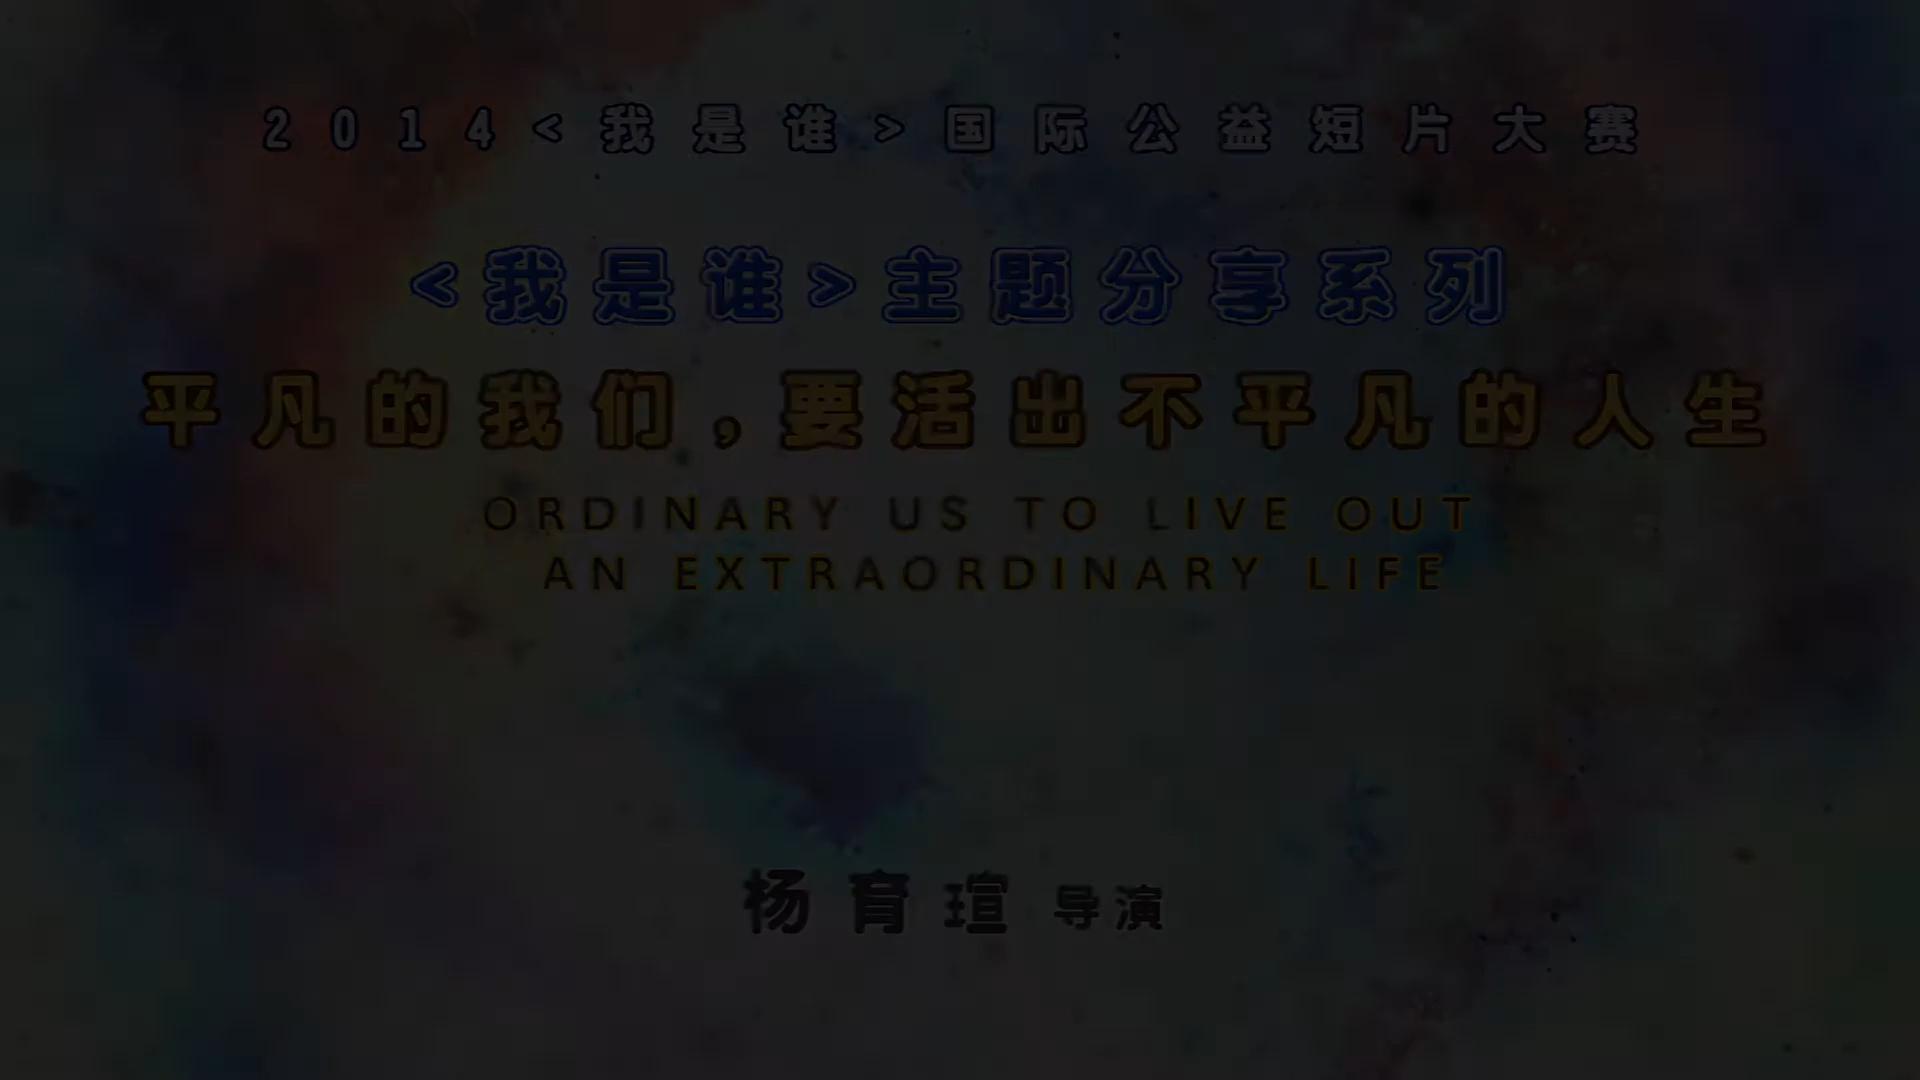 2014<我是谁>国际公益短片大赛
<我是谁>主题分享系列
平凡的我们,要活出不平凡的人生
ORDINARY US TO LIVE OUT
AN EXTRAORDINARY LIFE
杨育瑄 导演